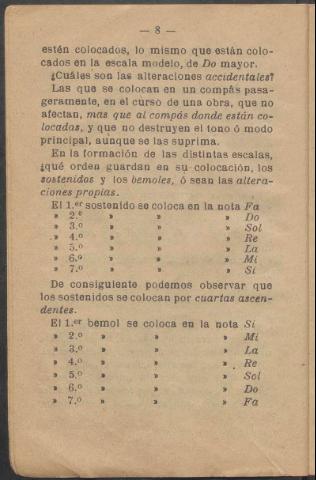 — 8 —
estén colocados, lo mismo que están colo-
cados en la escala modelo, de Do mayor.
¿Cuáles son las alteraciones accidentales?
Las que se colocan en un compás pasa-
geramente, en el curso de una obra, que no
afectan, mas que al compás donde están co-
locadas, y que no destruyen el tono ó modo
principal, aunque se las suprima.
En la formación de las distintas escalas,
¿qué orden guardan en su colocación, los
sostenidos y los bemoles, ó sean las altera-
ciones propias.
El 1.er sostenido se coloca en la nota Fa
» 2.º » » » Do
» 3.º » » » Sol
» 4.º » » » Re
» 5.º » » » La
» 6.º » » » Mi
» 7.º » » » Si
De consiguiente podemos observar que
los sostenidos se colocan por cuartas ascen-
dentes.
El 1.er bemol se coloca en la nota Si
» 2.º » » » Mi
» 3.º » » » La
» 4.º » » » Re
» 5.º » » » Sol
» 6.º » » » Do
» 7.º » » » Fa